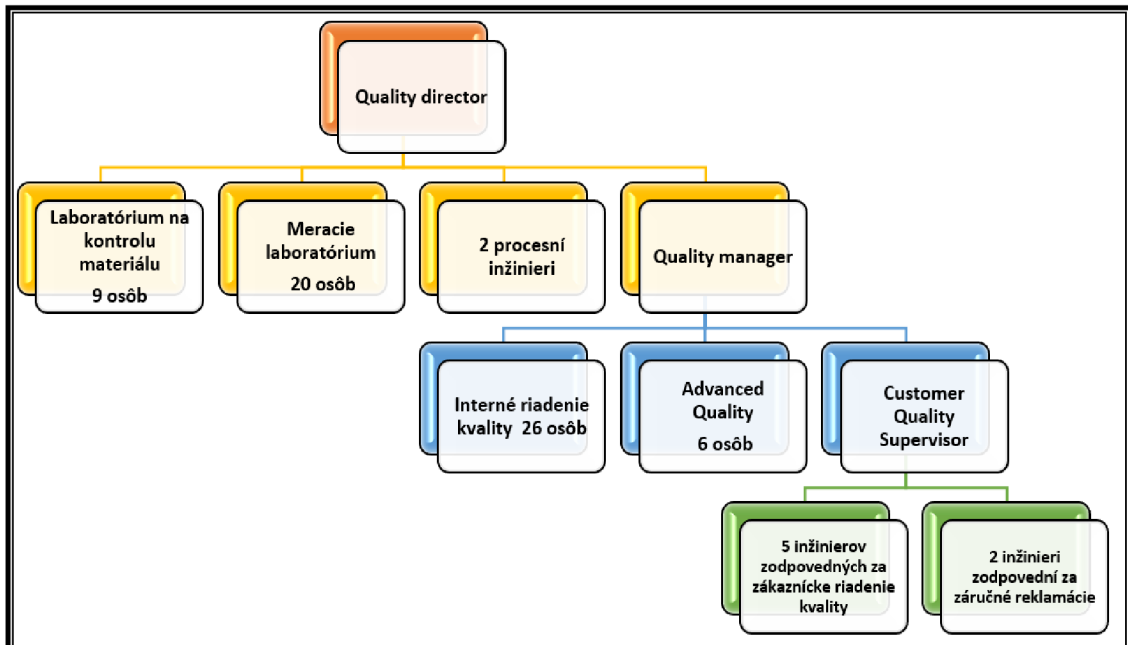 Quality director
Laboratórium na
kontrolu
materiálu
9 osôb
Meracie
laboratórium
20 osôb
2 procesní
inžinieri
Quality manager
Interné riadenie
kvality 26 osôb
Advanced
Quality
6 osôb
Customer
Quality
Supervisor
5 inžinierov
zodpovedných za
zákaznícke riadenie
kvality
2 inžinieri
zodpovední za
záručné reklamácie